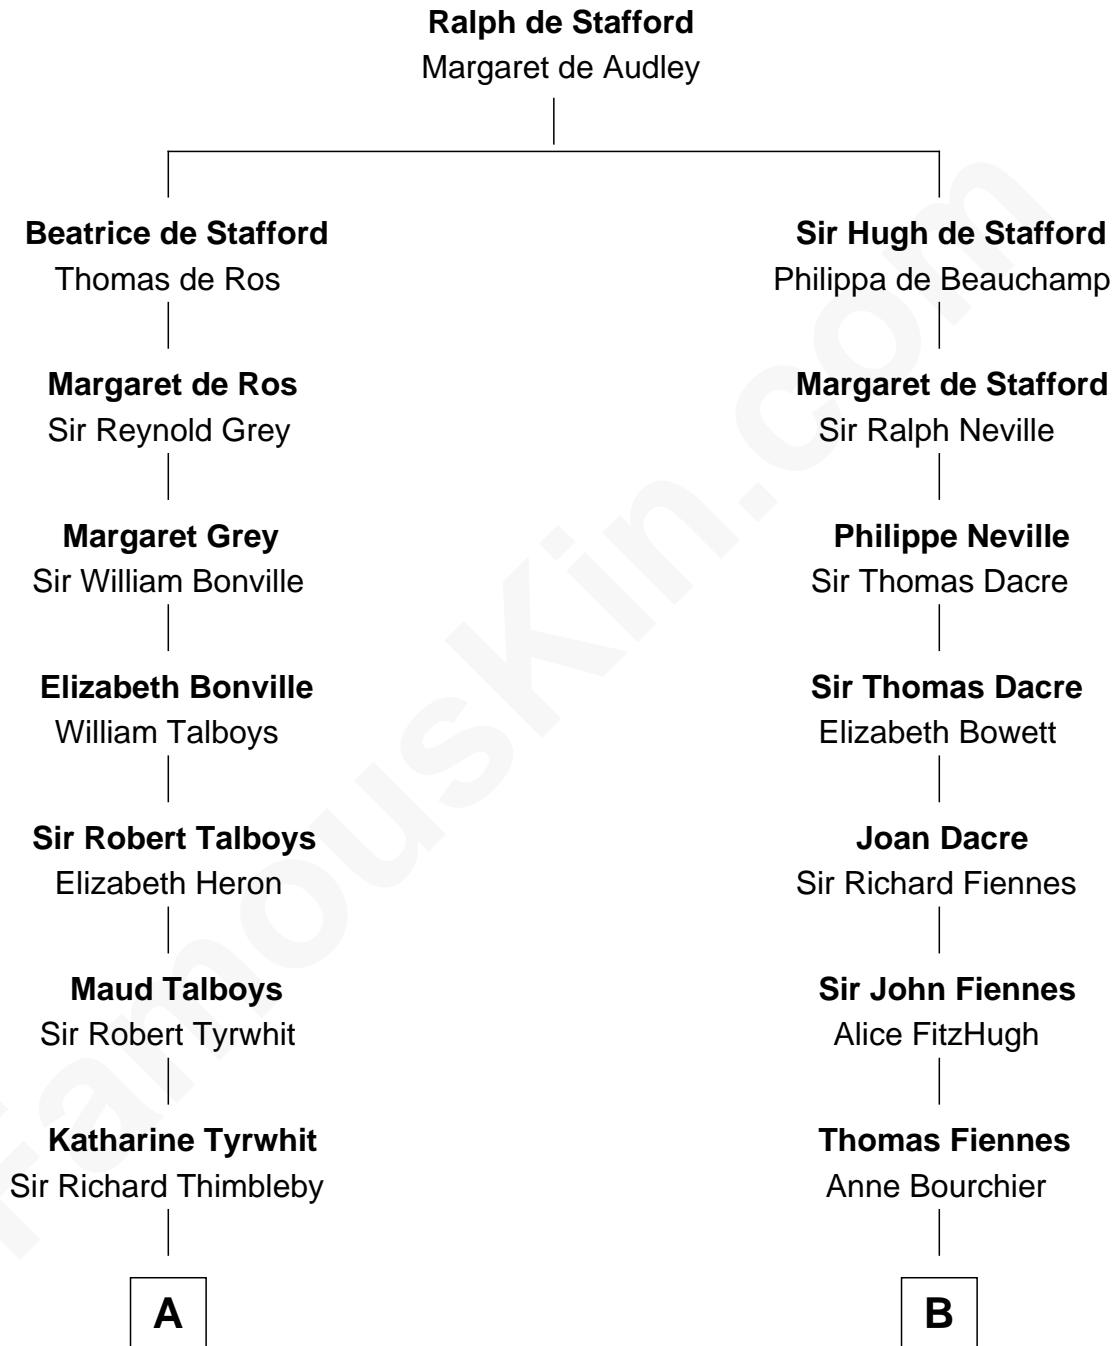 Ralph de Stafford
Margaret de Audley
Beatrice de Stafford
Thomas de Ros
Sir Hugh de Stafford
Philippa de Beauchamp
Margaret de Ros
Sir Reynold Grey
Margaret de Stafford
Sir Ralph Neville
Margaret Grey
Sir William Bonville
Philippe Neville
Sir Thomas Dacre
Elizabeth Bonville
William Talboys
Sir Thomas Dacre
Elizabeth Bowett
Sir Robert Talboys
Elizabeth Heron
Joan Dacre
Sir Richard Fiennes
Maud Talboys
Sir Robert Tyrwhit
Sir John Fiennes
Alice FitzHugh
Katharine Tyrwhit
Sir Richard Thimbleby
Thomas Fiennes
Anne Bourchier
A
B
FamousKin.com